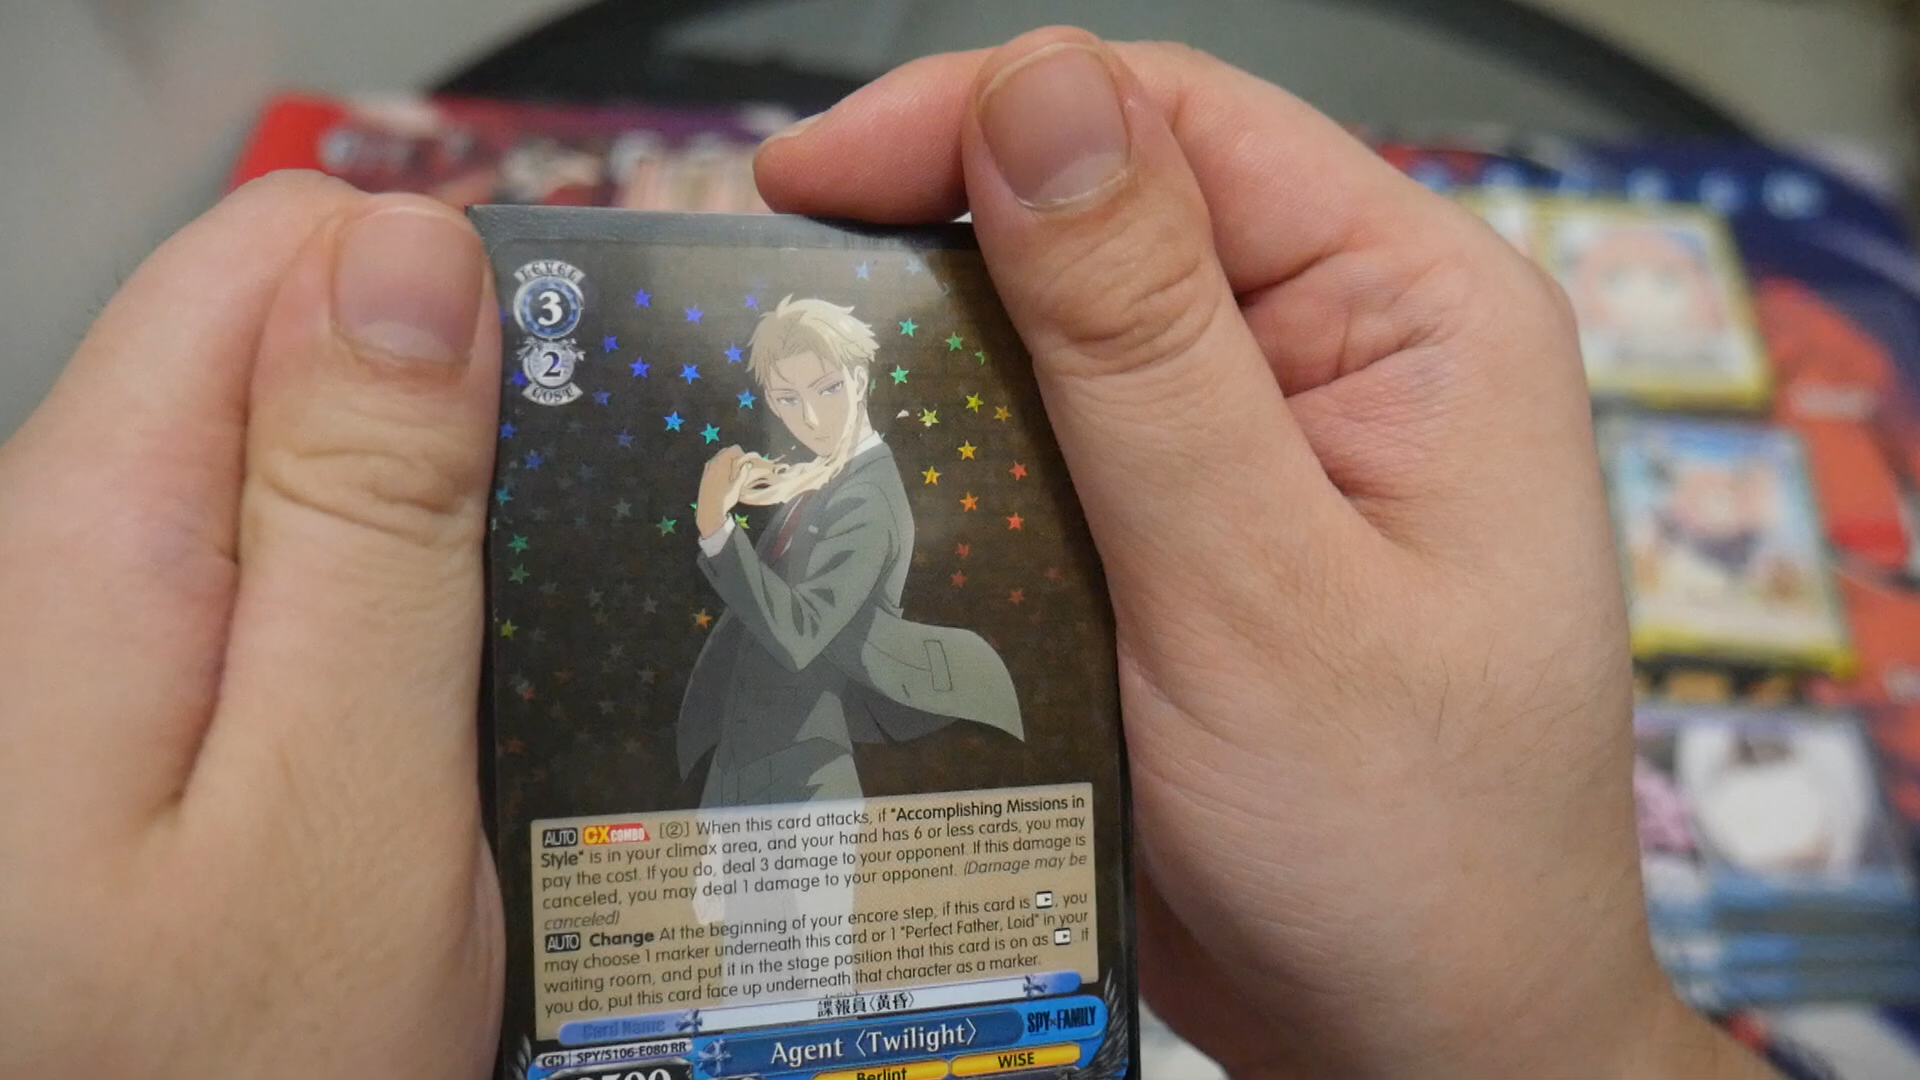 LEVEL
3
2
COST
AUTO CX COMBO [②] When this card attacks, if "Accomplishing Missions in
Style" is in your climax area, and your hand has 6 or less cards, you may
pay the cost. If you do, deal 3 damage to your opponent. If this damage is
canceled, you may deal 1 damage to your opponent. (Damage may be
canceled)
AUTO Change At the beginning of your encore step, if this card is , you
may choose 1 marker underneath this card or 1 "Perfect Father, Loid" in your
waiting room, and put it in the stage position that this card is on as . If
you do, put this card face up underneath that character as a marker.
Card Name
諜報員〈黄昏〉
CH SPY/S106-E080 RR
Agent〈Twilight〉
SPY×FAMILY
Berlint
WISE